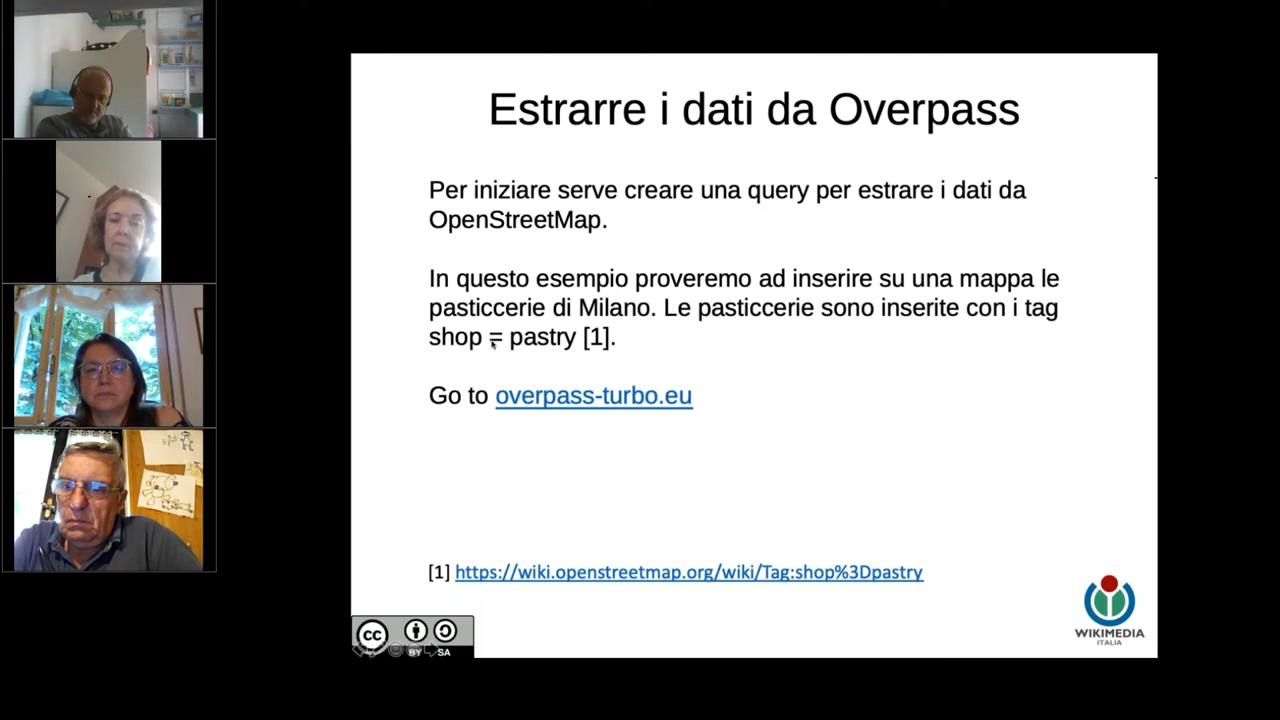 Estrarre i dati da Overpass
Per iniziare serve creare una query per estrare i dati da
OpenStreetMap.
In questo esempio proveremo ad inserire su una mappa le
pasticcerie di Milano. Le pasticcerie sono inserite con i tag
shop = pastry [1].
Go to overpass-turbo.eu
[1] https://wiki.openstreetmap.org/wiki/Tag:shop%3Dpastry
cc
BY SA
WIKIMEDIA
ITALIA